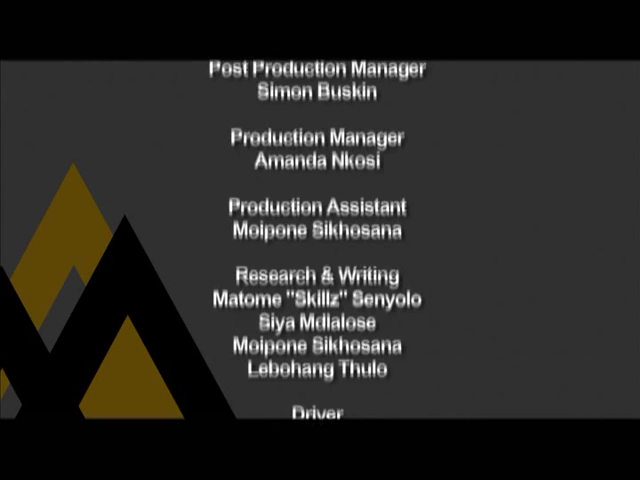 Post Production Manager
Simon Buskin
Production Manager
Amanda Nkosi
Production Assistant
Moipone Sikhosana
Research & Writing
Matome "Skillz" Senyolo
Siya Mdlalose
Moipone Sikhosana
Lebohang Thulo
Driver